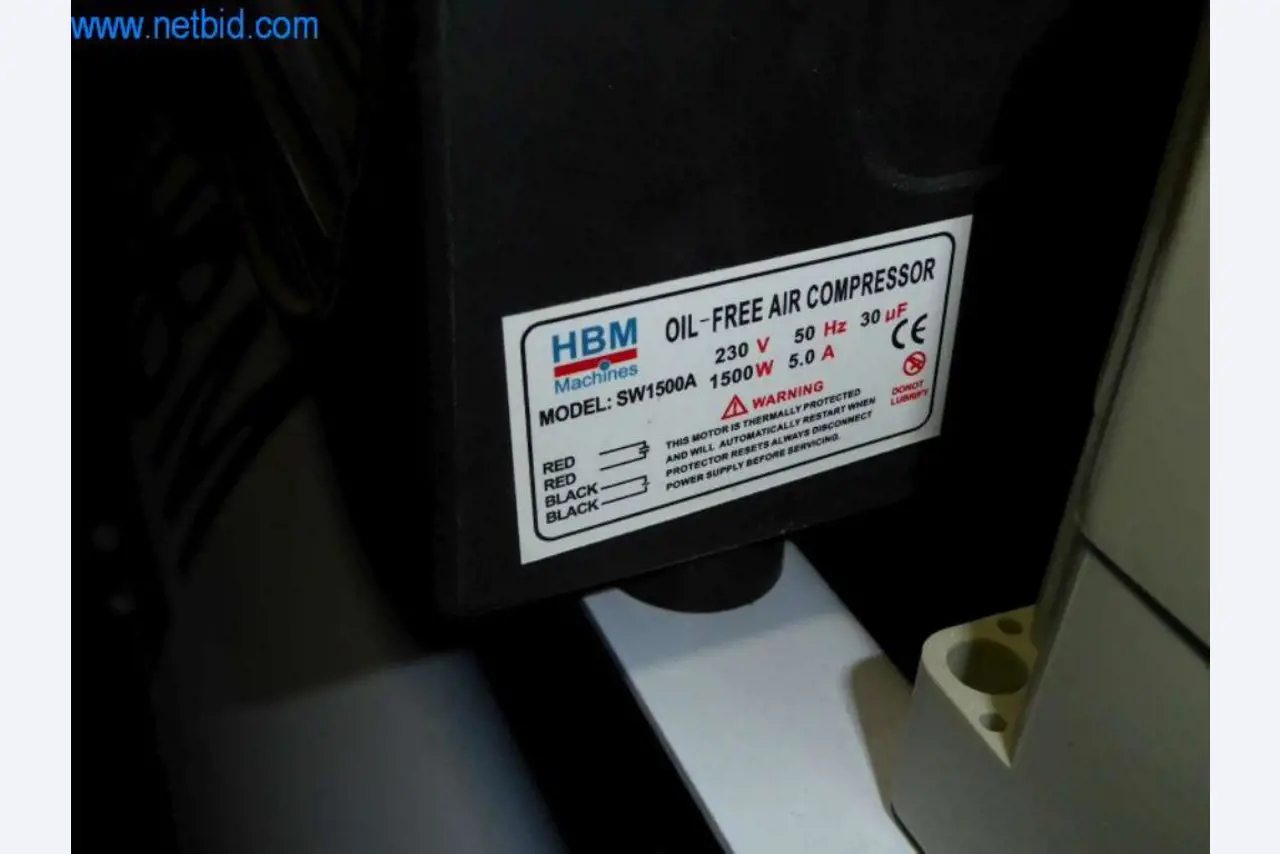 www.netbid.com
HBM
Machines
OIL-FREE AIR COMPRESSOR
230 V 50 Hz 30 µF
MODEL: SW1500A 1500W 5.0 A
CE
WARNING
DONOT
LUBRIFY
THIS MOTOR IS THERMALLY PROTECTED
AND WILL AUTOMATICALLY RESTART WHEN
PROTECTOR RESETS ALWAYS DISCONNECT
POWER SUPPLY BEFORE SERVICING.
RED
RED
BLACK
BLACK